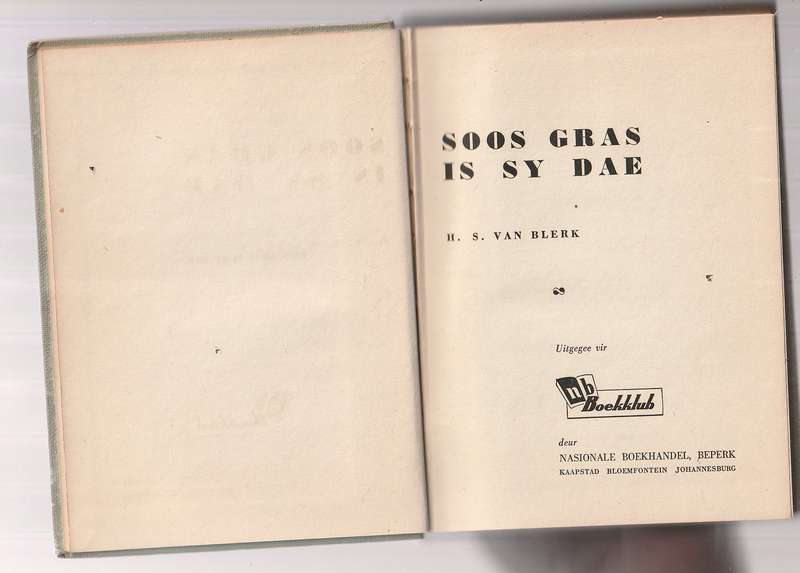 SOOS GRAS
IS SY DAE
H. S. VAN BLERK
Uitgegee vir
nb
Boekklub
deur
NASIONALE BOEKHANDEL, BEPERK
KAAPSTAD BLOEMFONTEIN JOHANNESBURG